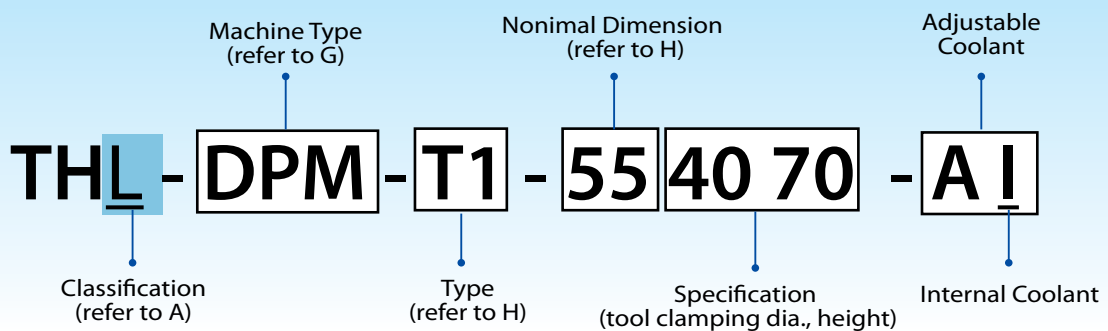 Machine Type
(refer to G)
Nonimal Dimension
(refer to H)
Adjustable
Coolant
THL - DPM - T1 - 55 40 70 - A I
Classification
(refer to A)
Type
(refer to H)
Specification
(tool clamping dia., height)
Internal Coolant